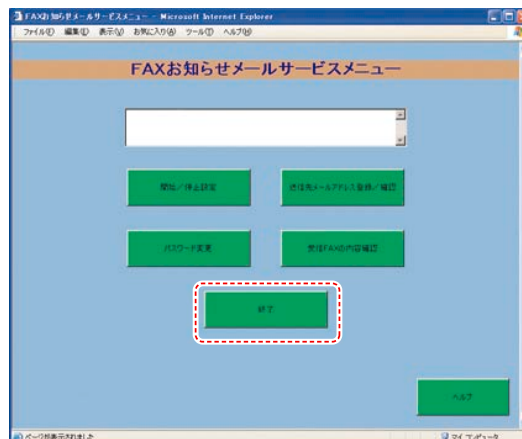 FAXお知らせメールサービスメニュー - Microsoft Internet Explorer
ファイル(F) 編集(E) 表示(V) お気に入り(A) ツール(T) ヘルプ(H)
FAXお知らせメールサービスメニュー
開始／停止設定
送信先メールアドレス登録／確認
パスワード変更
受信FAXの内容確認
終了
ヘルプ
ページが表示されました
マイ コンピュータ